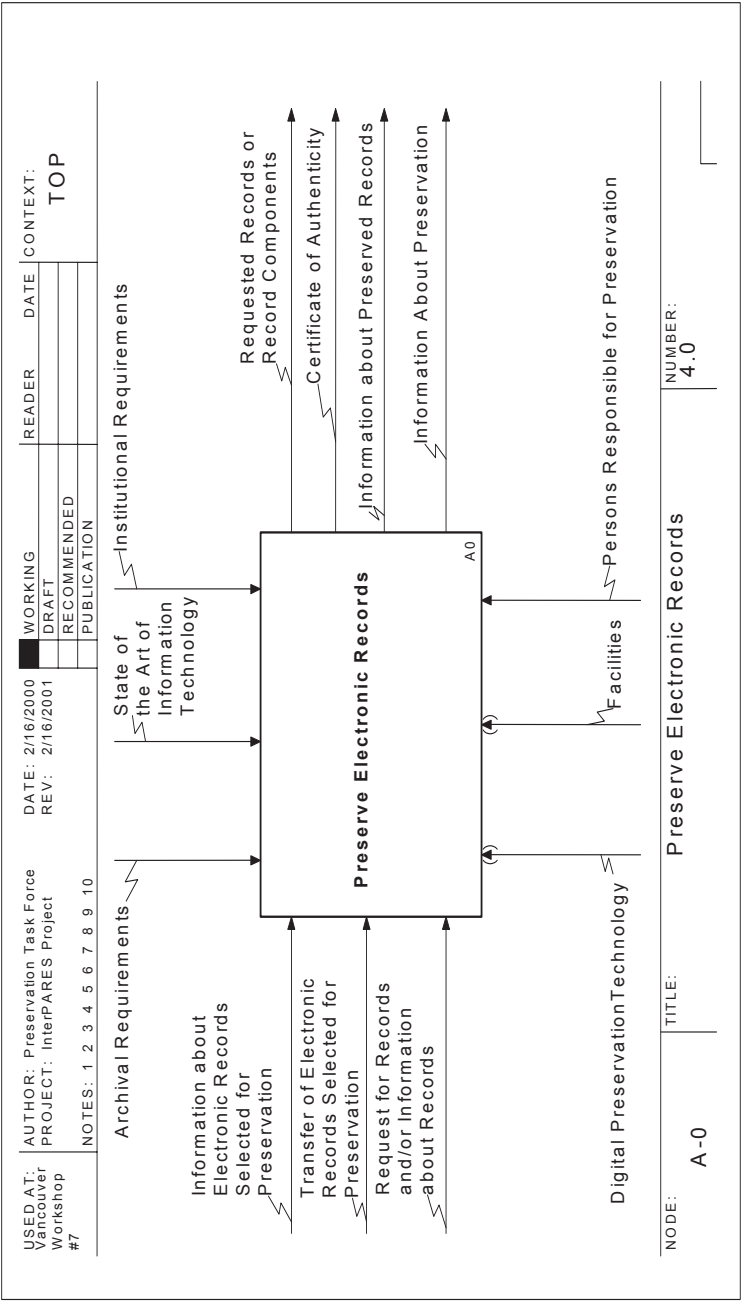 USED AT:
Vancouver
Workshop
#7
AUTHOR: Preservation Task Force
PROJECT: InterPARES Project
DATE: 2/16/2000
REV: 2/16/2001
NOTES: 1 2 3 4 5 6 7 8 9 10
WORKING
DRAFT
RECOMMENDED
PUBLICATION
READER DATE
CONTEXT:
TOP
Archival Requirements
State of
the Art of
Information
Technology
Institutional Requirements
Information about
Electronic Records
Selected for
Preservation
Transfer of Electronic
Records Selected for
Preservation
Request for Records
and/or Information
about Records
Preserve Electronic Records
A0
Requested Records or
Record Components
Certificate of Authenticity
Information about Preserved Records
Information About Preservation
Digital PreservationTechnology
Facilities
Persons Responsible for Preservation
NODE:
A-0
TITLE:
Preserve Electronic Records
NUMBER:
4.0